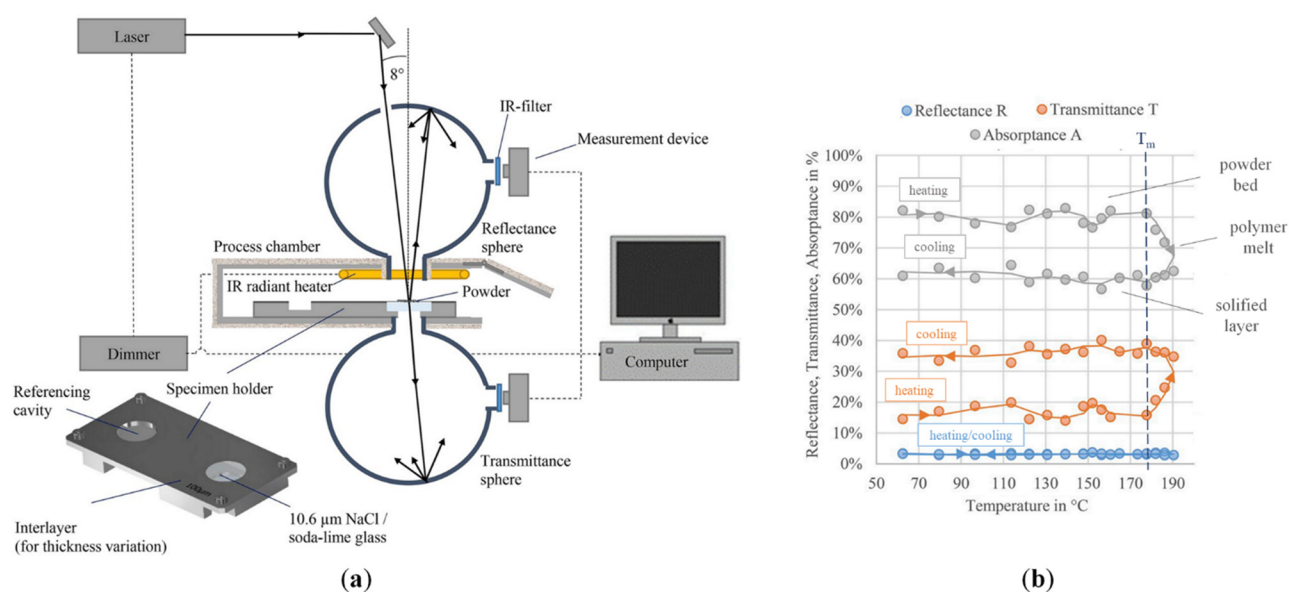 Laser
8°
IR-filter
Measurement device
Reflectance
sphere
Process chamber
IR radiant heater
Powder
Dimmer
Computer
Specimen holder
Referencing
cavity
100µm
Transmittance
sphere
Interlayer
(for thickness variation)
10.6 µm NaCl /
soda-lime glass
(a)
Reflectance R
Transmittance T
Absorptance A
Tm
Reflectance, Transmittance, Absorptance in %
100%
90%
80%
70%
60%
50%
40%
30%
20%
10%
0%
heating
cooling
cooling
heating
heating/cooling
powder
bed
polymer
melt
solified
layer
50
70
90
110
130
150
170
190
Temperature in °C
(b)